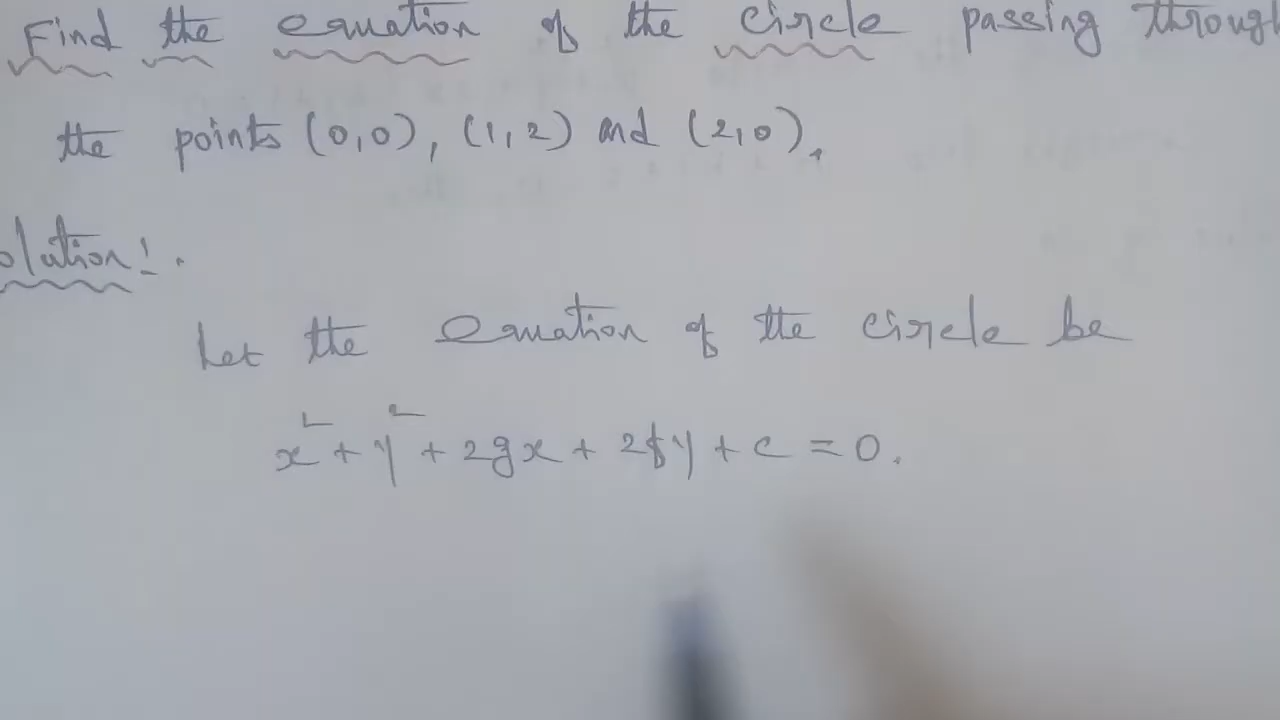 Find the equation of the circle passing through
the points (0,0), (1,2) and (2,0).
olution:.
Let the equation of the circle be
x² + y² + 2gx + 2fy + c = 0.